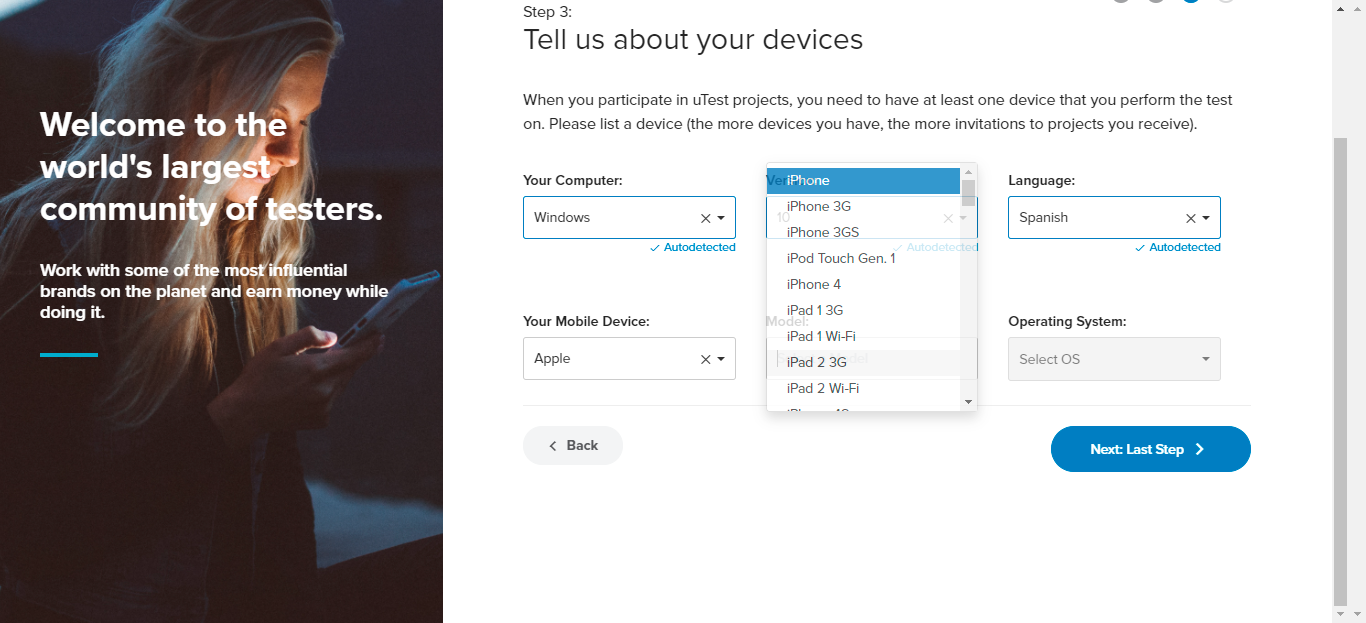 Welcome to the
world's largest
community of testers.
Work with some of the most influential
brands on the planet and earn money while
doing it.
Step 3:
Tell us about your devices
When you participate in uTest projects, you need to have at least one device that you perform the test
on. Please list a device (the more devices you have, the more invitations to projects you receive).
Your Computer:
Windows
Autodetected
10
Autodetected
Language:
Spanish
Autodetected
iPhone
iPhone 3G
iPhone 3GS
iPod Touch Gen. 1
iPhone 4
iPad 1 3G
iPad 1 Wi-Fi
iPad 2 3G
iPad 2 Wi-Fi
Your Mobile Device:
Apple
Model:
Operating System:
Select OS
Back
Next: Last Step